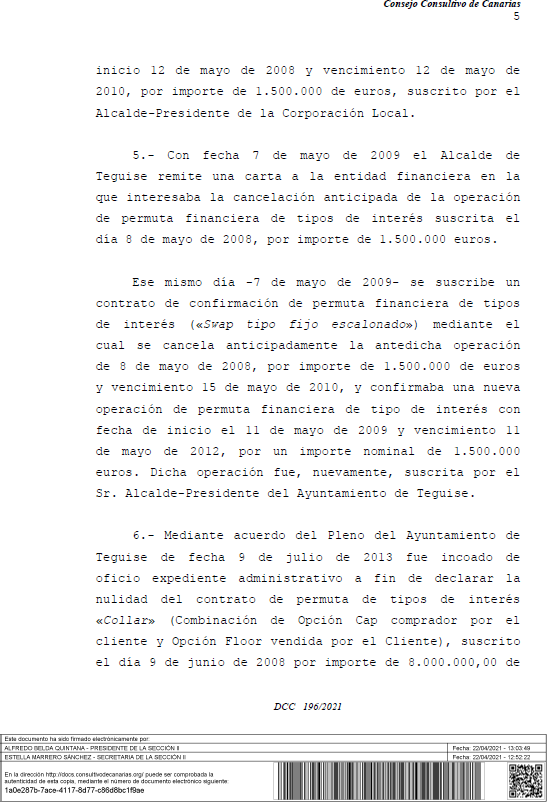 Consejo Consultivo de Canarias
5
inicio 12 de mayo de 2008 y vencimiento 12 de mayo de
2010, por importe de 1.500.000 de euros, suscrito por el
Alcalde-Presidente de la Corporación Local.
5.- Con fecha 7 de mayo de 2009 el Alcalde de
Teguise remite una carta a la entidad financiera en la
que interesaba la cancelación anticipada de la operación
de permuta financiera de tipos de interés suscrita el
día 8 de mayo de 2008, por importe de 1.500.000 euros.
Ese mismo día -7 de mayo de 2009- se suscribe un
contrato de confirmación de permuta financiera de tipos
de interés («Swap tipo fijo escalonado») mediante el
cual se cancela anticipadamente la antedicha operación
de 8 de mayo de 2008, por importe de 1.500.000 de euros
y vencimiento 15 de mayo de 2010, y confirmaba una nueva
operación de permuta financiera de tipo de interés con
fecha de inicio el 11 de mayo de 2009 y vencimiento 11
de mayo de 2012, por un importe nominal de 1.500.000
euros. Dicha operación fue, nuevamente, suscrita por el
Sr. Alcalde-Presidente del Ayuntamiento de Teguise.
6.- Mediante acuerdo del Pleno del Ayuntamiento de
Teguise de fecha 9 de julio de 2013 fue incoado de
oficio expediente administrativo a fin de declarar la
nulidad del contrato de permuta de tipos de interés
«Collar» (Combinación de Opción Cap comprador por el
cliente y Opción Floor vendida por el Cliente), suscrito
el día 9 de junio de 2008 por importe de 8.000.000,00 de
DCC 196/2021
Este documento ha sido firmado electrónicamente por:
ALFREDO BELDA QUINTANA - PRESIDENTE DE LA SECCIÓN II Fecha: 22/04/2021 - 13:03:49
ESTELLA MARRERO SÁNCHEZ - SECRETARIA DE LA SECCIÓN II Fecha: 22/04/2021 - 12:52:22
En la dirección http://docs.consultivodecanarias.org/ puede ser comprobada la
autenticidad de esta copia, mediante el número de documento electrónico siguiente:
1a0e287b-7ace-4117-8d77-c86d8bc1f9ae